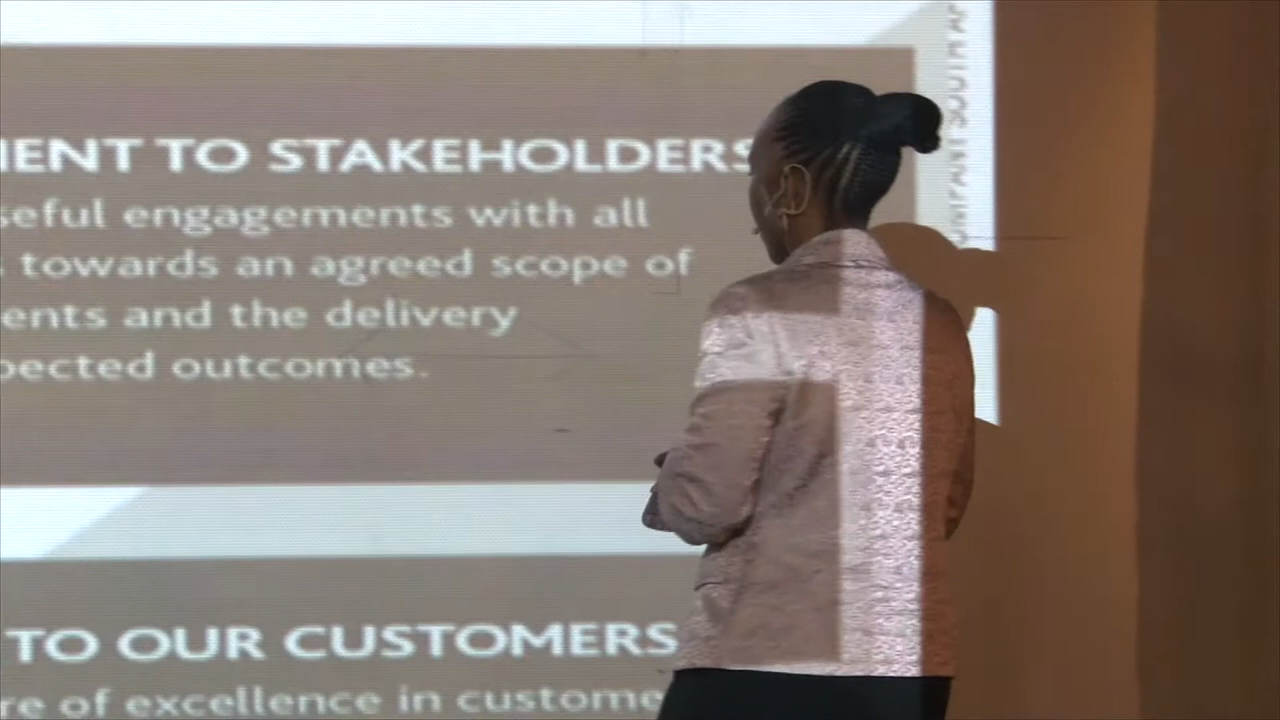 MENT TO STAKEHOLDERS
seful engagements with all
towards an agreed scope of
ents and the delivery
pected outcomes.
TO OUR CUSTOMERS
re of excellence in custome
SOUTH